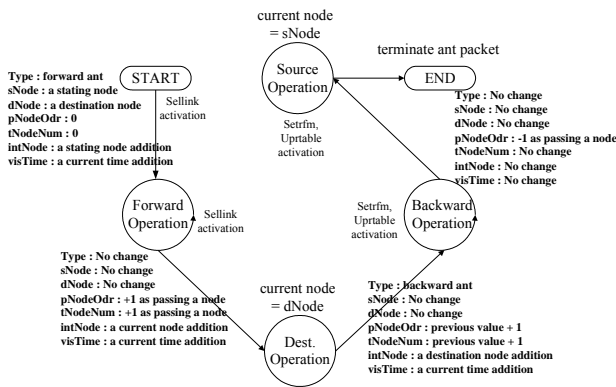 current node
= sNode
terminate ant packet
START
Source
Operation
END
Type : forward ant
sNode : a stating node
dNode : a destination node
pNodeOdr : 0
tNodeNum : 0
intNode : a stating node addition
visTime : a current time addition
Sellink
activation
Setrfm,
Uprtable
activation
Type : No change
sNode : No change
dNode : No change
pNodeOdr : -1 as passing a node
tNodeNum : No change
intNode : No change
visTime : No change
Forward
Operation
Sellink
activation
Setrfm,
Uprtable
activation
Backward
Operation
Type : No change
sNode : No change
dNode : No change
pNodeOdr : +1 as passing a node
tNodeNum : +1 as passing a node
intNode : a current node addition
visTime : a current time addition
current node
= dNode
Dest.
Operation
Type : backward ant
sNode : No change
dNode : No change
pNodeOdr : previous value + 1
tNodeNum : previous value + 1
intNode : a destination node addition
visTime : a current time addition